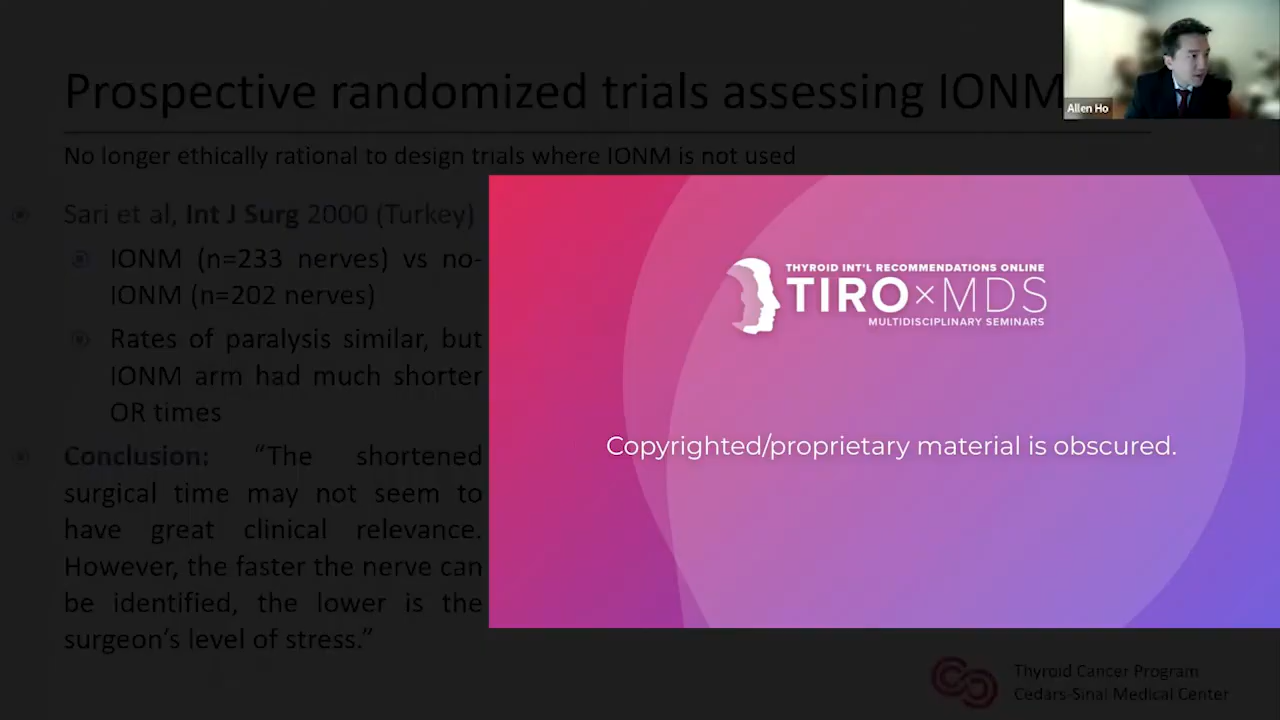 Prospective randomized trials assessing IONM
Allen Ho
No longer ethically rational to design trials where IONM is not used
Sari et al, Int J Surg 2000 (Turkey)
IONM (n=233 nerves) vs no-
IONM (n=202 nerves)
Rates of paralysis similar, but
IONM arm had much shorter
OR times
Conclusion: "The shortened
surgical time may not seem to
have great clinical relevance.
However, the faster the nerve can
be identified, the lower is the
surgeon's level of stress."
THYROID INT'L RECOMMENDATIONS ONLINE
TIRO×MDS
MULTIDISCIPLINARY SEMINARS
Copyrighted/proprietary material is obscured.
Thyroid Cancer Program
Cedars-Sinai Medical Center